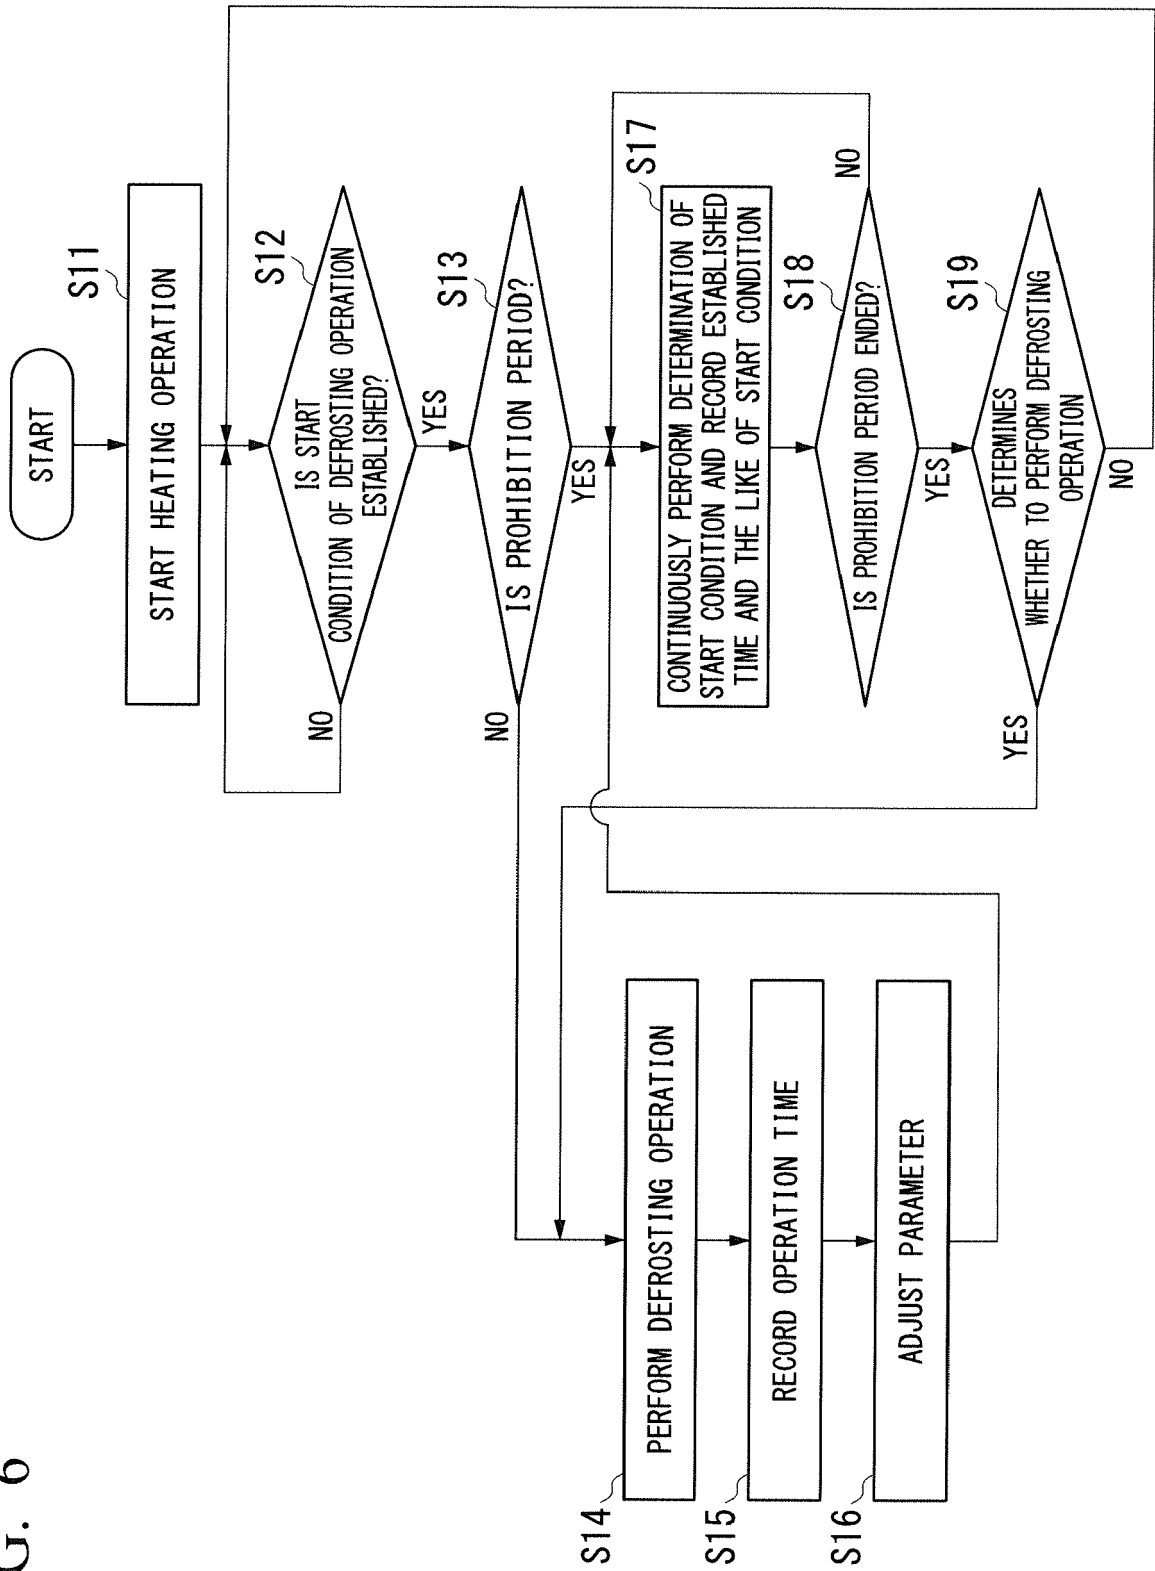 G. 6
START
S11
START HEATING OPERATION
S12
IS START
CONDITION OF DEFROSTING OPERATION
ESTABLISHED?
NO
YES
S13
IS PROHIBITION PERIOD?
NO
YES
S14
PERFORM DEFROSTING OPERATION
S15
RECORD OPERATION TIME
S16
ADJUST PARAMETER
S17
CONTINUOUSLY PERFORM DETERMINATION OF
START CONDITION AND RECORD ESTABLISHED
TIME AND THE LIKE OF START CONDITION
S18
IS PROHIBITION PERIOD ENDED?
NO
YES
S19
DETERMINES
WHETHER TO PERFORM DEFROSTING
OPERATION
YES
NO